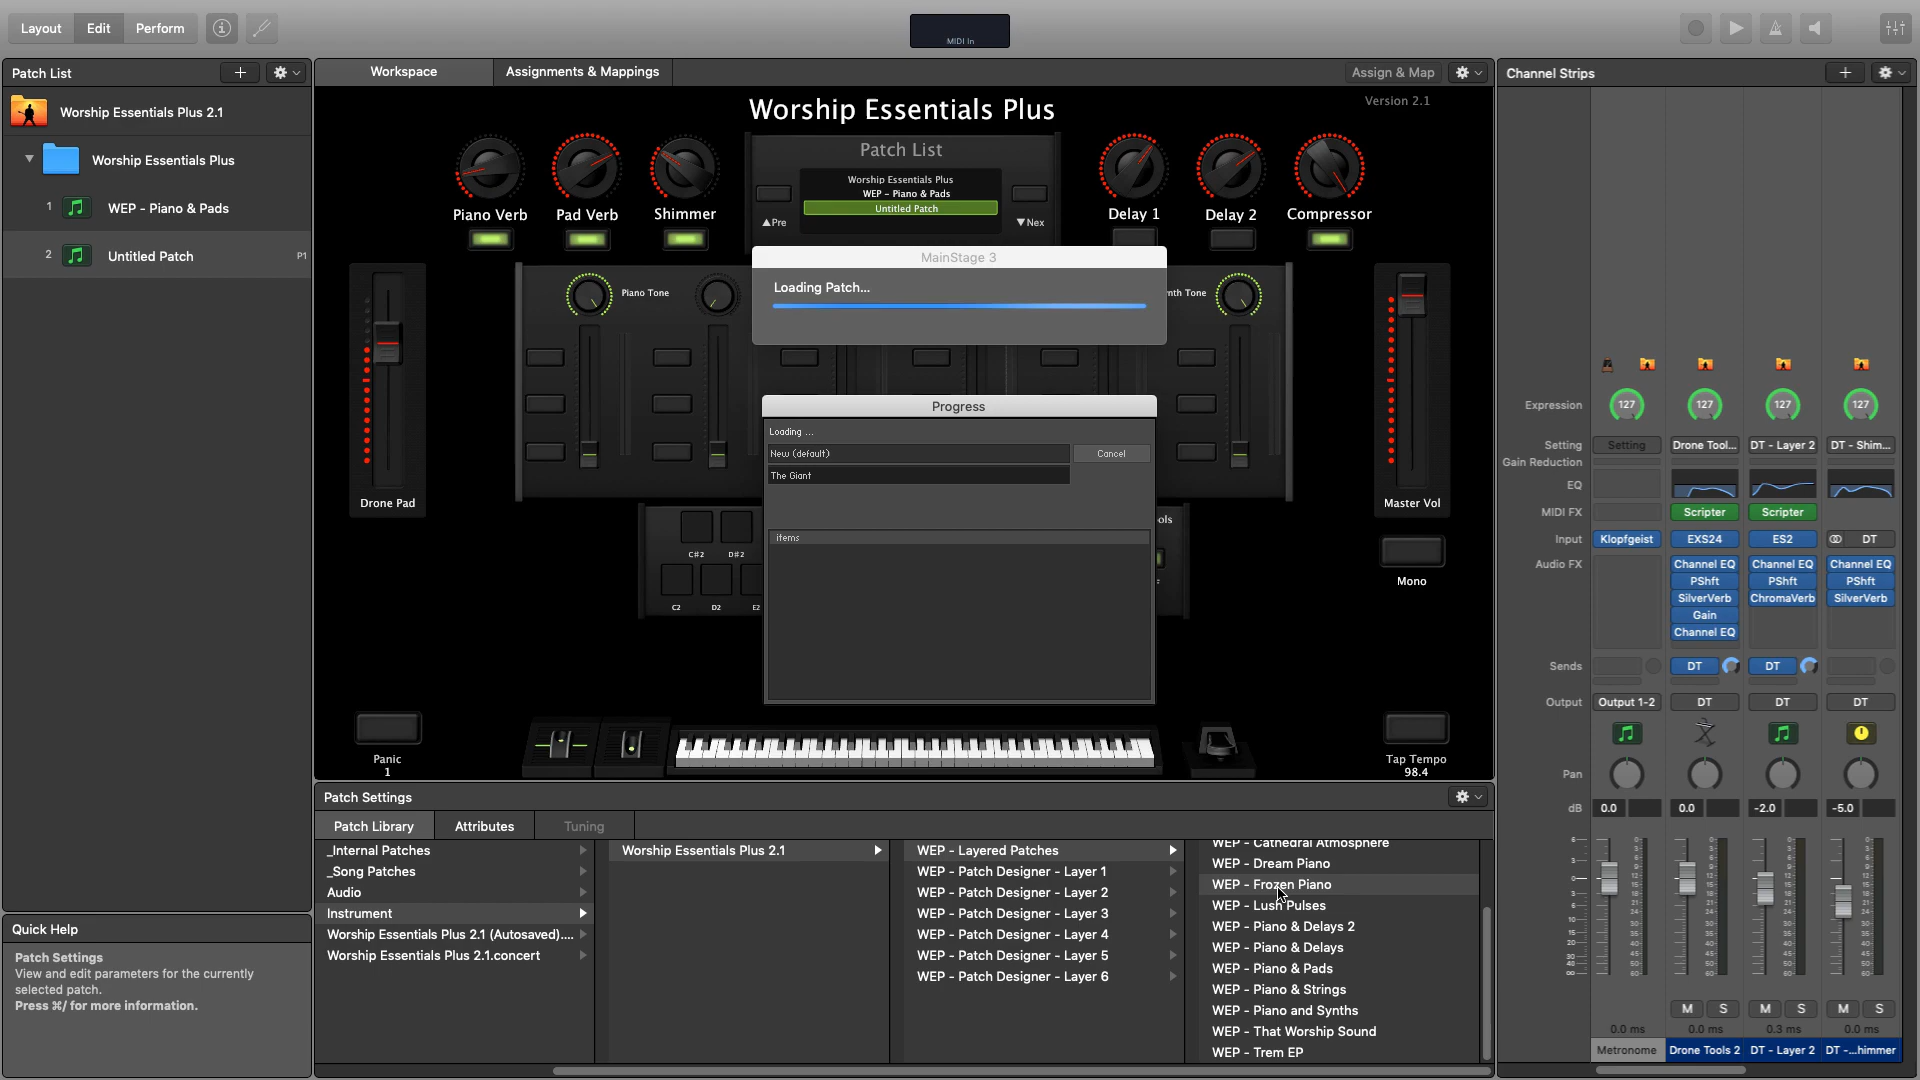 Layout
Edit
Perform
MIDI In
Patch List
Workspace
Assignments & Mappings
Assign & Map
Channel Strips
Worship Essentials Plus 2.1
Worship Essentials Plus
1
WEP - Piano & Pads
2
Untitled Patch
P1
Worship Essentials Plus
Version 2.1
Patch List
Worship Essentials Plus
WEP - Piano & Pads
Untitled Patch
▲Pre
▼Nex
Piano Verb
Pad Verb
Shimmer
Delay 1
Delay 2
Compressor
MainStage 3
Loading Patch...
Piano Tone
nth Tone
Progress
Loading ...
New (default)
Cancel
The Giant
items
Drone Pad
Master Vol
ols
C#2
D#2
C2
D2
E2
F
Mono
Panic
1
Tap Tempo
98.4
Expression
127
127
127
127
Setting
Setting
Drone Tool...
DT - Layer 2
DT - Shim...
Gain Reduction
EQ
MIDI FX
Scripter
Scripter
Input
Klopfgeist
EXS24
ES2
DT
Audio FX
Channel EQ
Channel EQ
Channel EQ
PShft
PShft
PShft
SilverVerb
ChromaVerb
SilverVerb
Gain
Channel EQ
Sends
DT
DT
Output
Output 1-2
DT
DT
DT
Pan
dB
0.0
0.0
-2.0
-5.0
M
S
M
S
M
S
0.0 ms
0.0 ms
0.3 ms
0.0 ms
Metronome
Drone Tools 2
DT - Layer 2
DT -...himmer
Patch Settings
Patch Library
Attributes
Tuning
_Internal Patches
_Song Patches
Audio
Instrument
Worship Essentials Plus 2.1 (Autosaved)....
Worship Essentials Plus 2.1.concert
Worship Essentials Plus 2.1
WEP - Layered Patches
WEP - Patch Designer - Layer 1
WEP - Patch Designer - Layer 2
WEP - Patch Designer - Layer 3
WEP - Patch Designer - Layer 4
WEP - Patch Designer - Layer 5
WEP - Patch Designer - Layer 6
WEP - Cathedral Atmosphere
WEP - Dream Piano
WEP - Frozen Piano
WEP - Lush Pulses
WEP - Piano & Delays 2
WEP - Piano & Delays
WEP - Piano & Pads
WEP - Piano & Strings
WEP - Piano and Synths
WEP - That Worship Sound
WEP - Trem EP
Quick Help
Patch Settings
View and edit parameters for the currently
selected patch.
Press ⌘/ for more information.